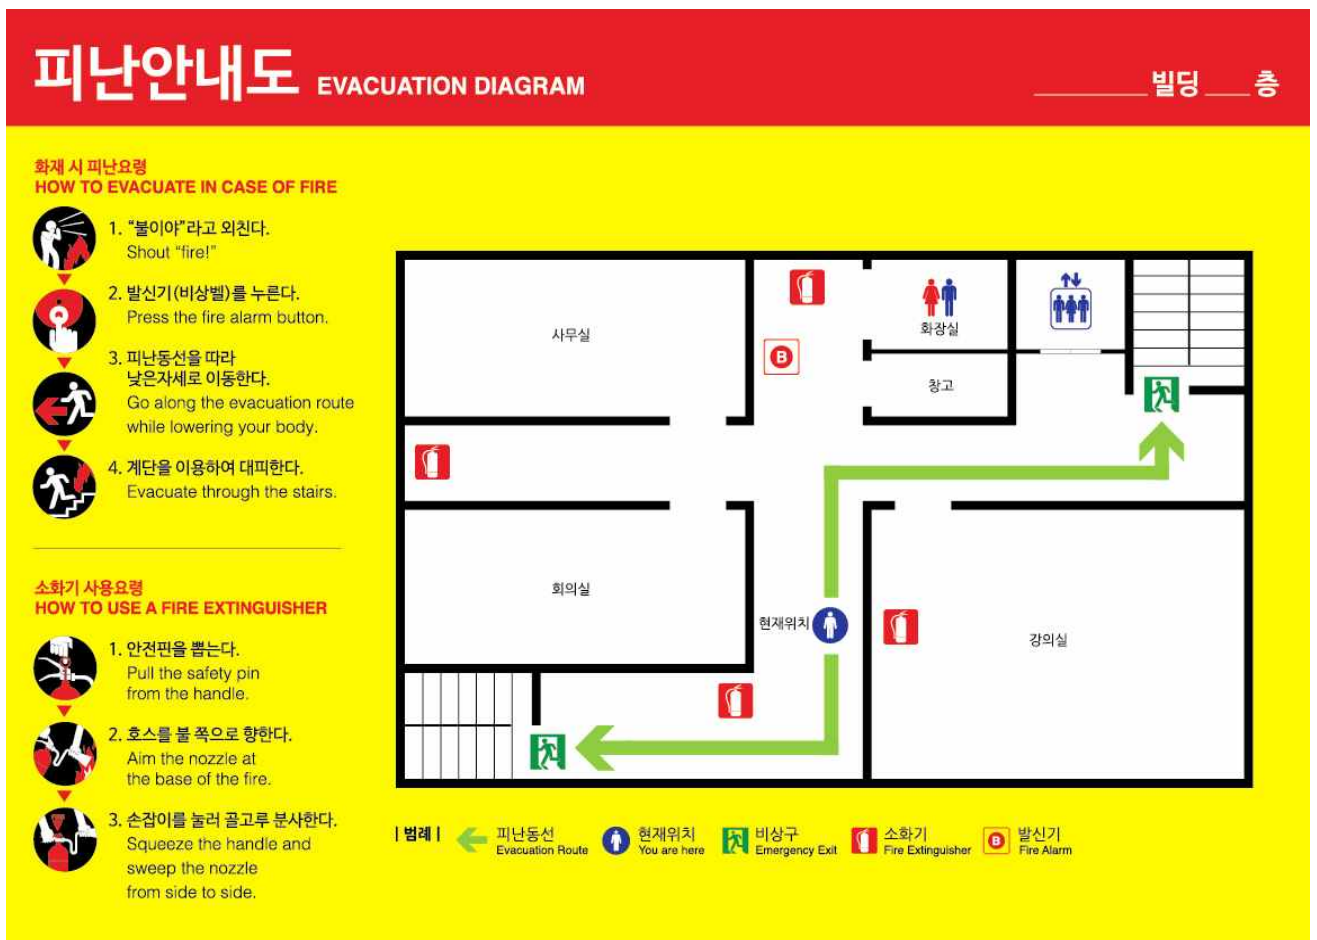 피난안내도 EVACUATION DIAGRAM
빌딩 층
화재 시 피난요령
HOW TO EVACUATE IN CASE OF FIRE
1. “불이야”라고 외친다.
Shout “fire!”
2. 발신기(비상벨)를 누른다.
Press the fire alarm button.
3. 피난동선을 따라
낮은자세로 이동한다.
Go along the evacuation route
while lowering your body.
4. 계단을 이용하여 대피한다.
Evacuate through the stairs.
소화기 사용요령
HOW TO USE A FIRE EXTINGUISHER
1. 안전핀을 뽑는다.
Pull the safety pin
from the handle.
2. 호스를 불 쪽으로 향한다.
Aim the nozzle at
the base of the fire.
3. 손잡이를 눌러 골고루 분사한다.
Squeeze the handle and
sweep the nozzle
from side to side.
사무실
화장실
B
창고
회의실
현재위치
강의실
| 범례 |
피난동선
Evacuation Route
현재위치
You are here
비상구
Emergency Exit
소화기
Fire Extinguisher
B
발신기
Fire Alarm